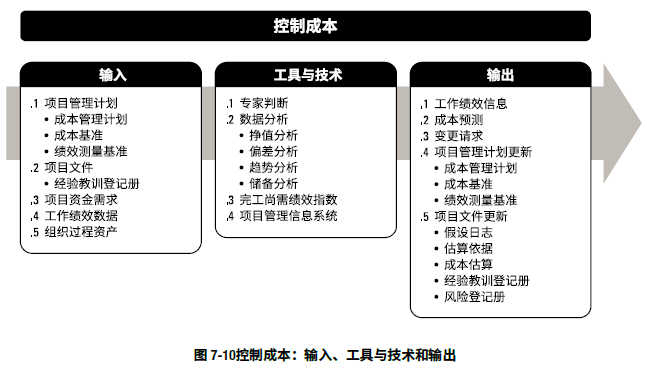 控制成本
输入
.1 项目管理计划
• 成本管理计划
• 成本基准
• 绩效测量基准
.2 项目文件
• 经验教训登记册
.3 项目资金需求
.4 工作绩效数据
.5 组织过程资产
工具与技术
.1 专家判断
.2 数据分析
• 挣值分析
• 偏差分析
• 趋势分析
• 储备分析
.3 完工尚需绩效指数
.4 项目管理信息系统
输出
.1 工作绩效信息
.2 成本预测
.3 变更请求
.4 项目管理计划更新
• 成本管理计划
• 成本基准
• 绩效测量基准
.5 项目文件更新
• 假设日志
• 估算依据
• 成本估算
• 经验教训登记册
• 风险登记册
图 7-10控制成本：输入、工具与技术和输出